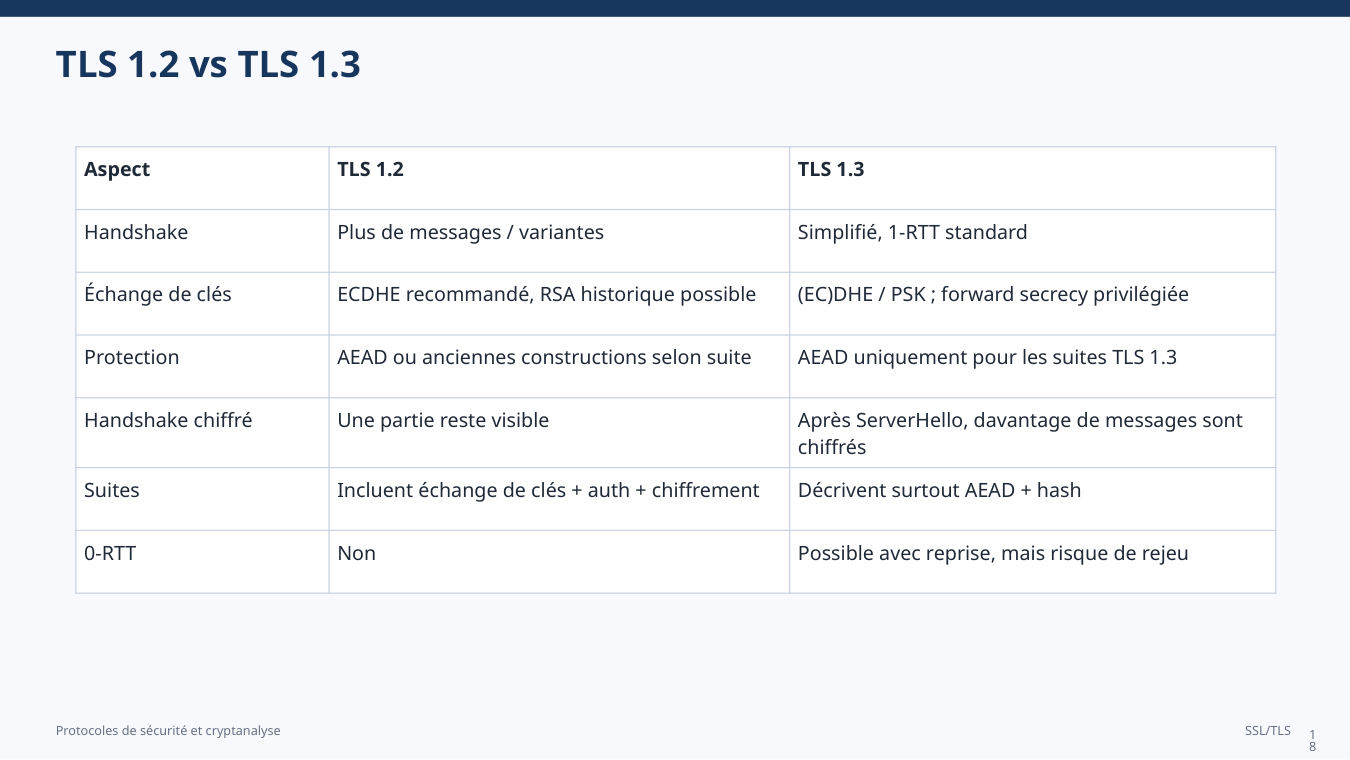 TLS 1.2 vs TLS 1.3
Aspect
TLS 1.2
TLS 1.3
Handshake
Plus de messages / variantes
Simplifié, 1-RTT standard
Échange de clés
ECDHE recommandé, RSA historique possible
(EC)DHE / PSK ; forward secrecy privilégiée
Protection
AEAD ou anciennes constructions selon suite
AEAD uniquement pour les suites TLS 1.3
Handshake chiffré
Une partie reste visible
Après ServerHello, davantage de messages sont
chiffrés
Suites
Incluent échange de clés + auth + chiffrement
Décrivent surtout AEAD + hash
0-RTT
Non
Possible avec reprise, mais risque de rejeu
Protocoles de sécurité et cryptanalyse
SSL/TLS
1
8